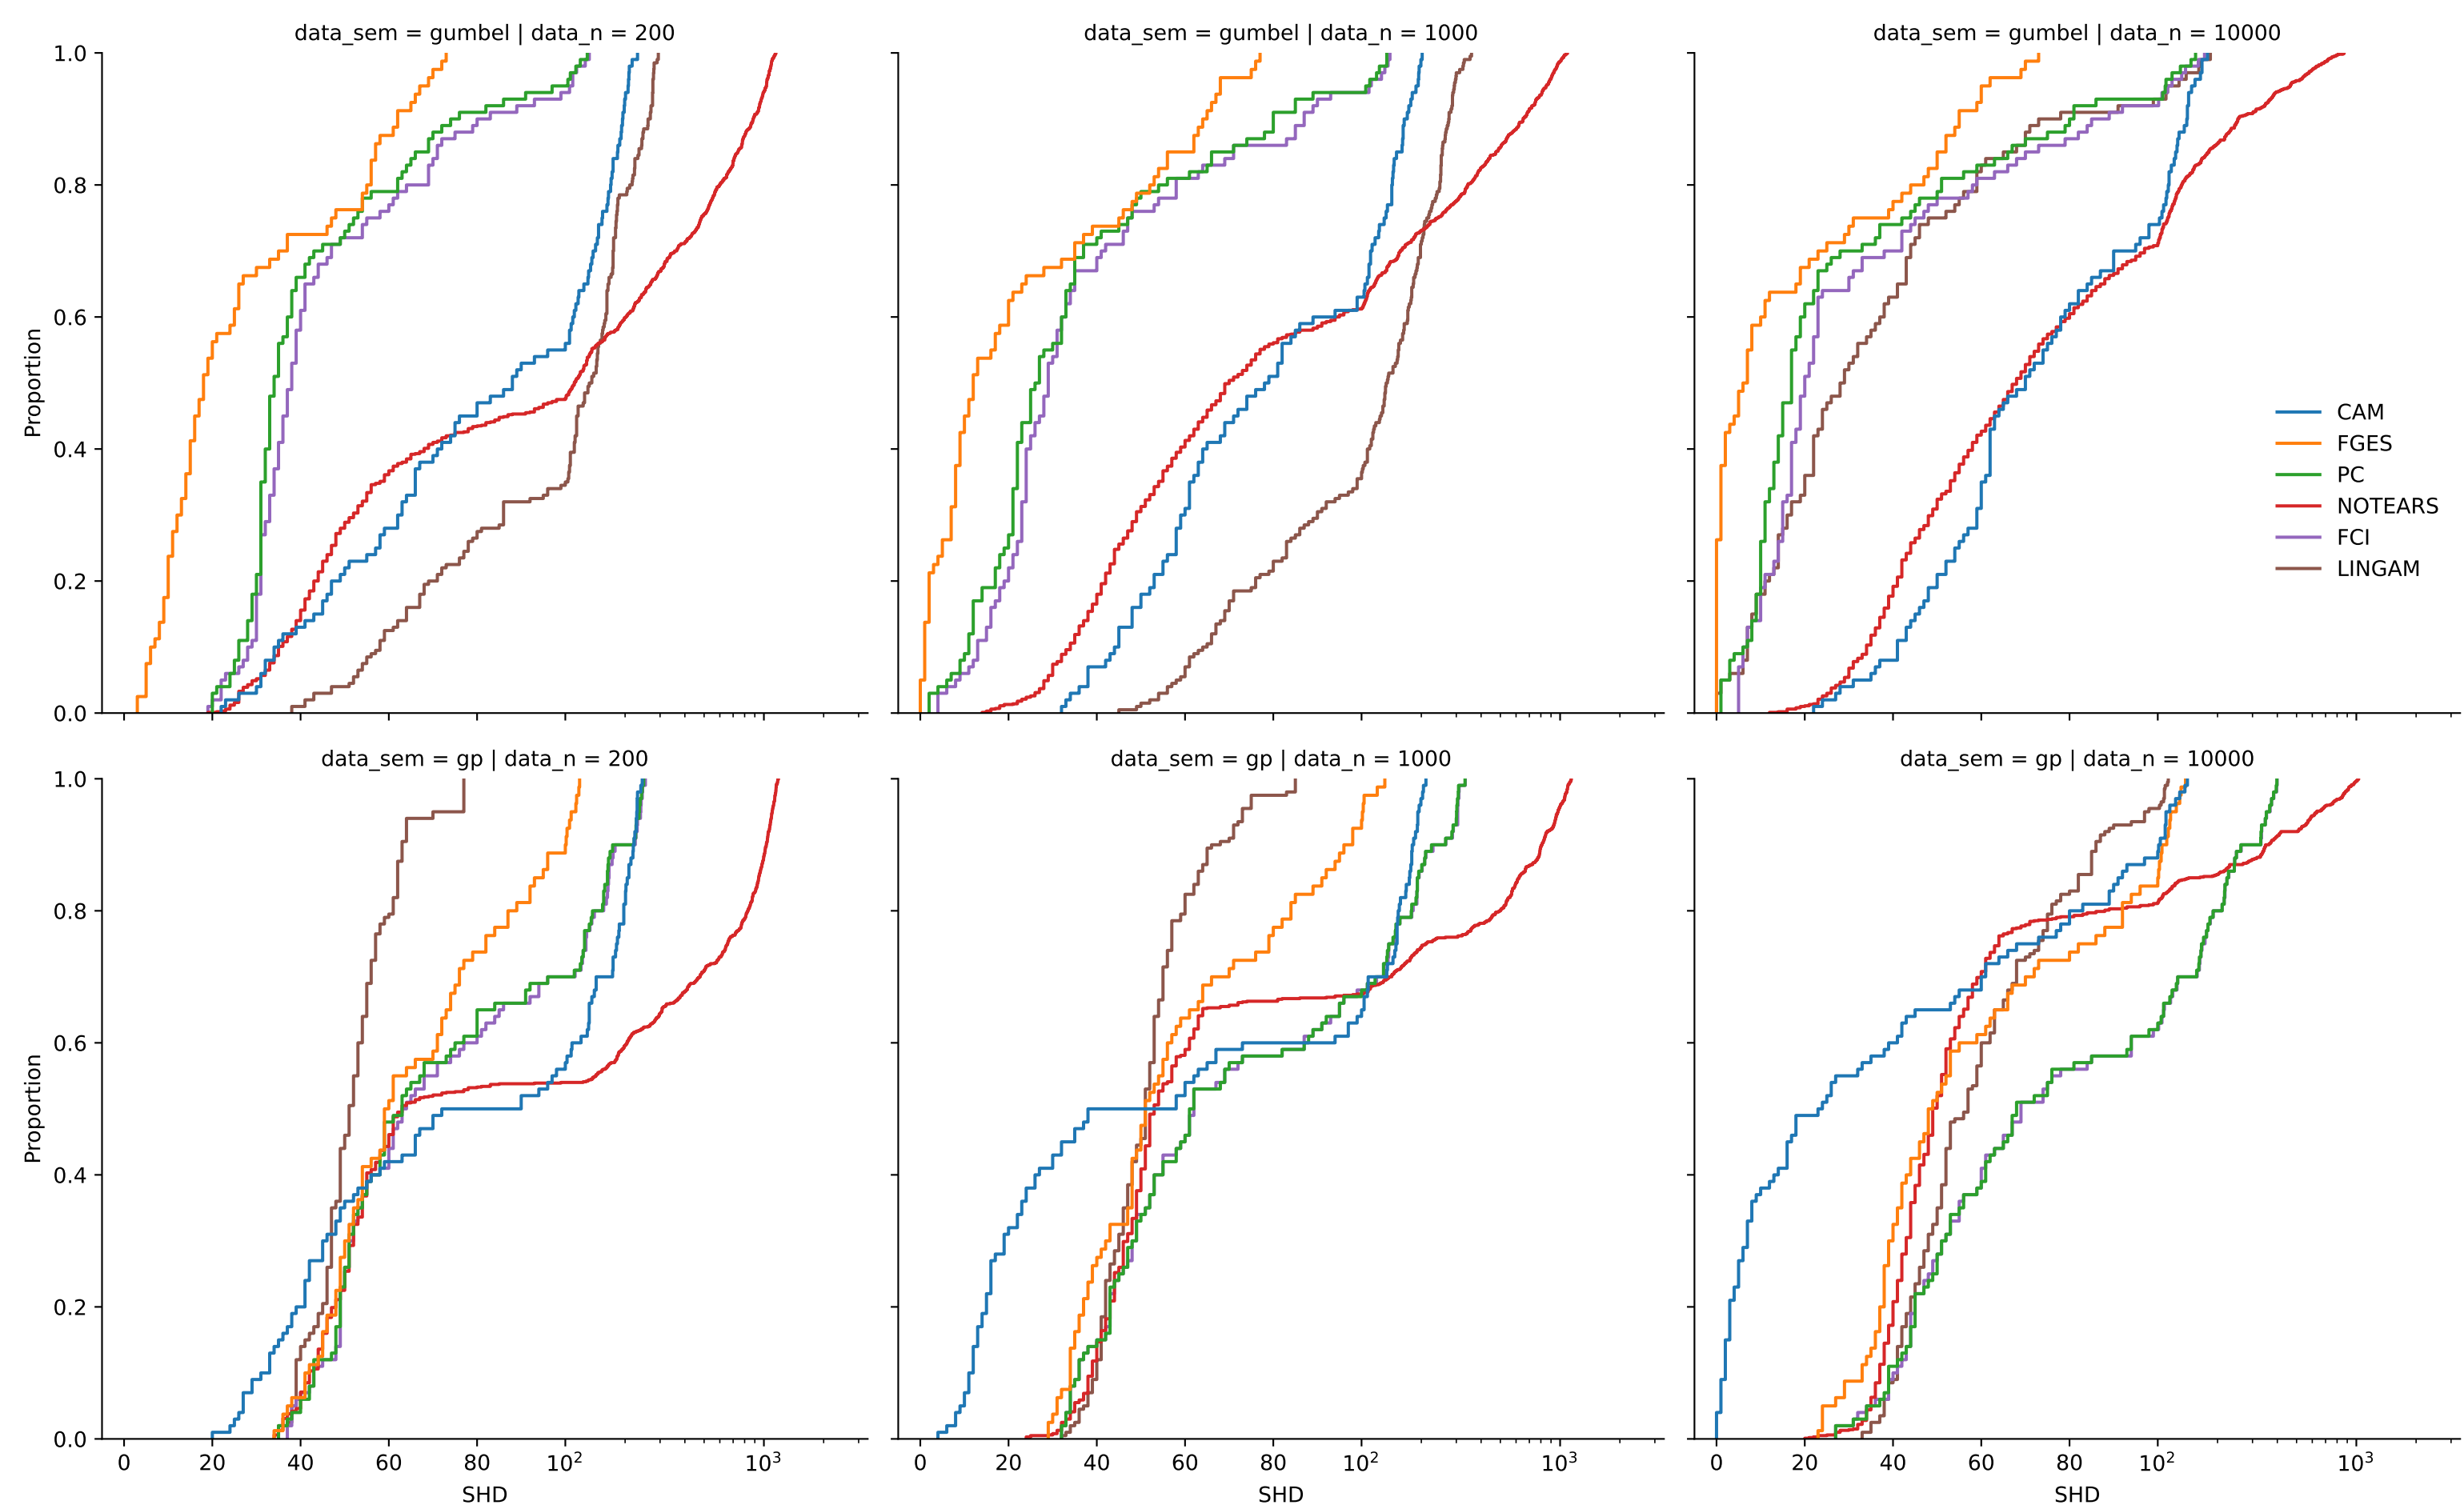 data_sem = gumbel | data_n = 200
data_sem = gumbel | data_n = 1000
data_sem = gumbel | data_n = 10000
1.0
0.8
0.6
0.4
0.2
0.0
Proportion
CAM
FGES
PC
NOTEARS
FCI
LINGAM
data_sem = gp | data_n = 200
data_sem = gp | data_n = 1000
data_sem = gp | data_n = 10000
1.0
0.8
0.6
0.4
0.2
0.0
Proportion
0 20 40 60 80 10² 10³
0 20 40 60 80 10² 10³
0 20 40 60 80 10² 10³
SHD
SHD
SHD